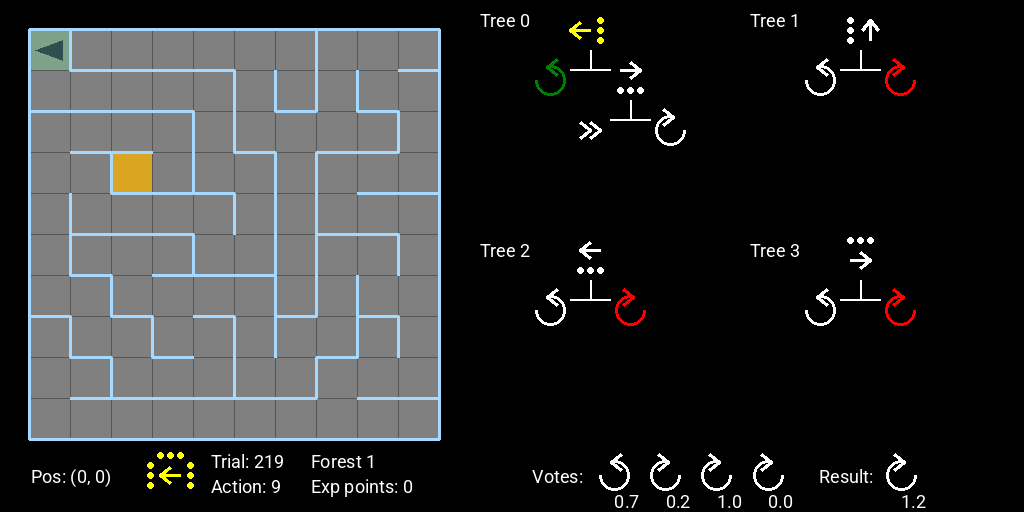 Tree 0
Tree 1
Tree 2
Tree 3
Pos: (0, 0)
Trial: 219
Forest 1
Action: 9
Exp points: 0
Votes:
0.7
0.2
1.0
0.0
Result:
1.2